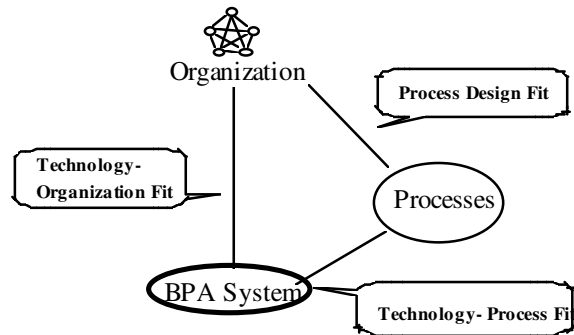 Organization
Process Design Fit
Technology-
Organization Fit
Processes
BPA System
Technology- Process Fi